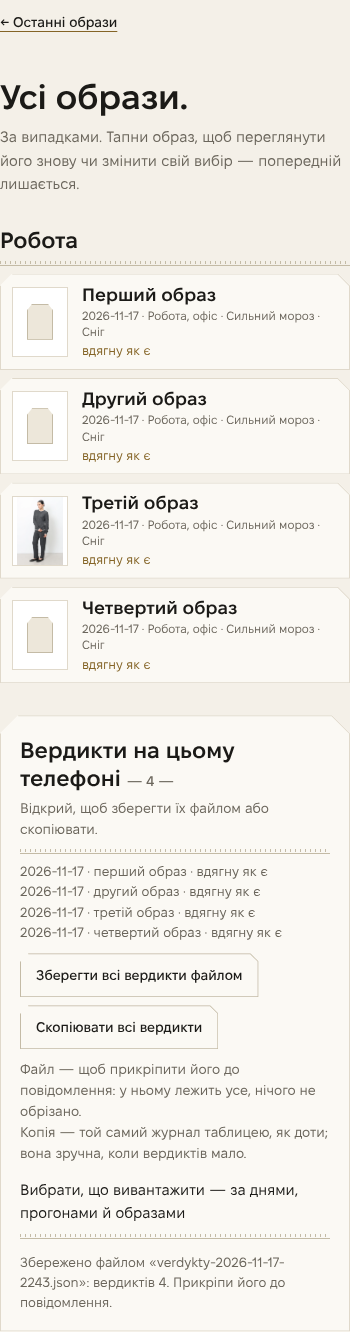 ← Останні образи
Усі образи.
За випадками. Тапни образ, щоб переглянути
його знову чи змінити свій вибір — попередній
лишається.
Робота
Перший образ
2026-11-17 · Робота, офіс · Сильний мороз ·
Сніг
вдягну як є
Другий образ
2026-11-17 · Робота, офіс · Сильний мороз ·
Сніг
вдягну як є
Третій образ
2026-11-17 · Робота, офіс · Сильний мороз ·
Сніг
вдягну як є
Четвертий образ
2026-11-17 · Робота, офіс · Сильний мороз ·
Сніг
вдягну як є
Вердикти на цьому
телефоні — 4 —
Відкрий, щоб зберегти їх файлом або
скопіювати.
2026-11-17 · перший образ · вдягну як є
2026-11-17 · другий образ · вдягну як є
2026-11-17 · третій образ · вдягну як є
2026-11-17 · четвертий образ · вдягну як є
Зберегти всі вердикти файлом
Скопіювати всі вердикти
Файл — щоб прикріпити його до
повідомлення: у ньому лежить усе, нічого не
обрізано.
Копія — той самий журнал таблицею, як доти;
вона зручна, коли вердиктів мало.
Вибрати, що вивантажити — за днями,
прогонами й образами
Збережено файлом «verdykty-2026-11-17-
2243.json»: вердиктів 4. Прикріпи його до
повідомлення.